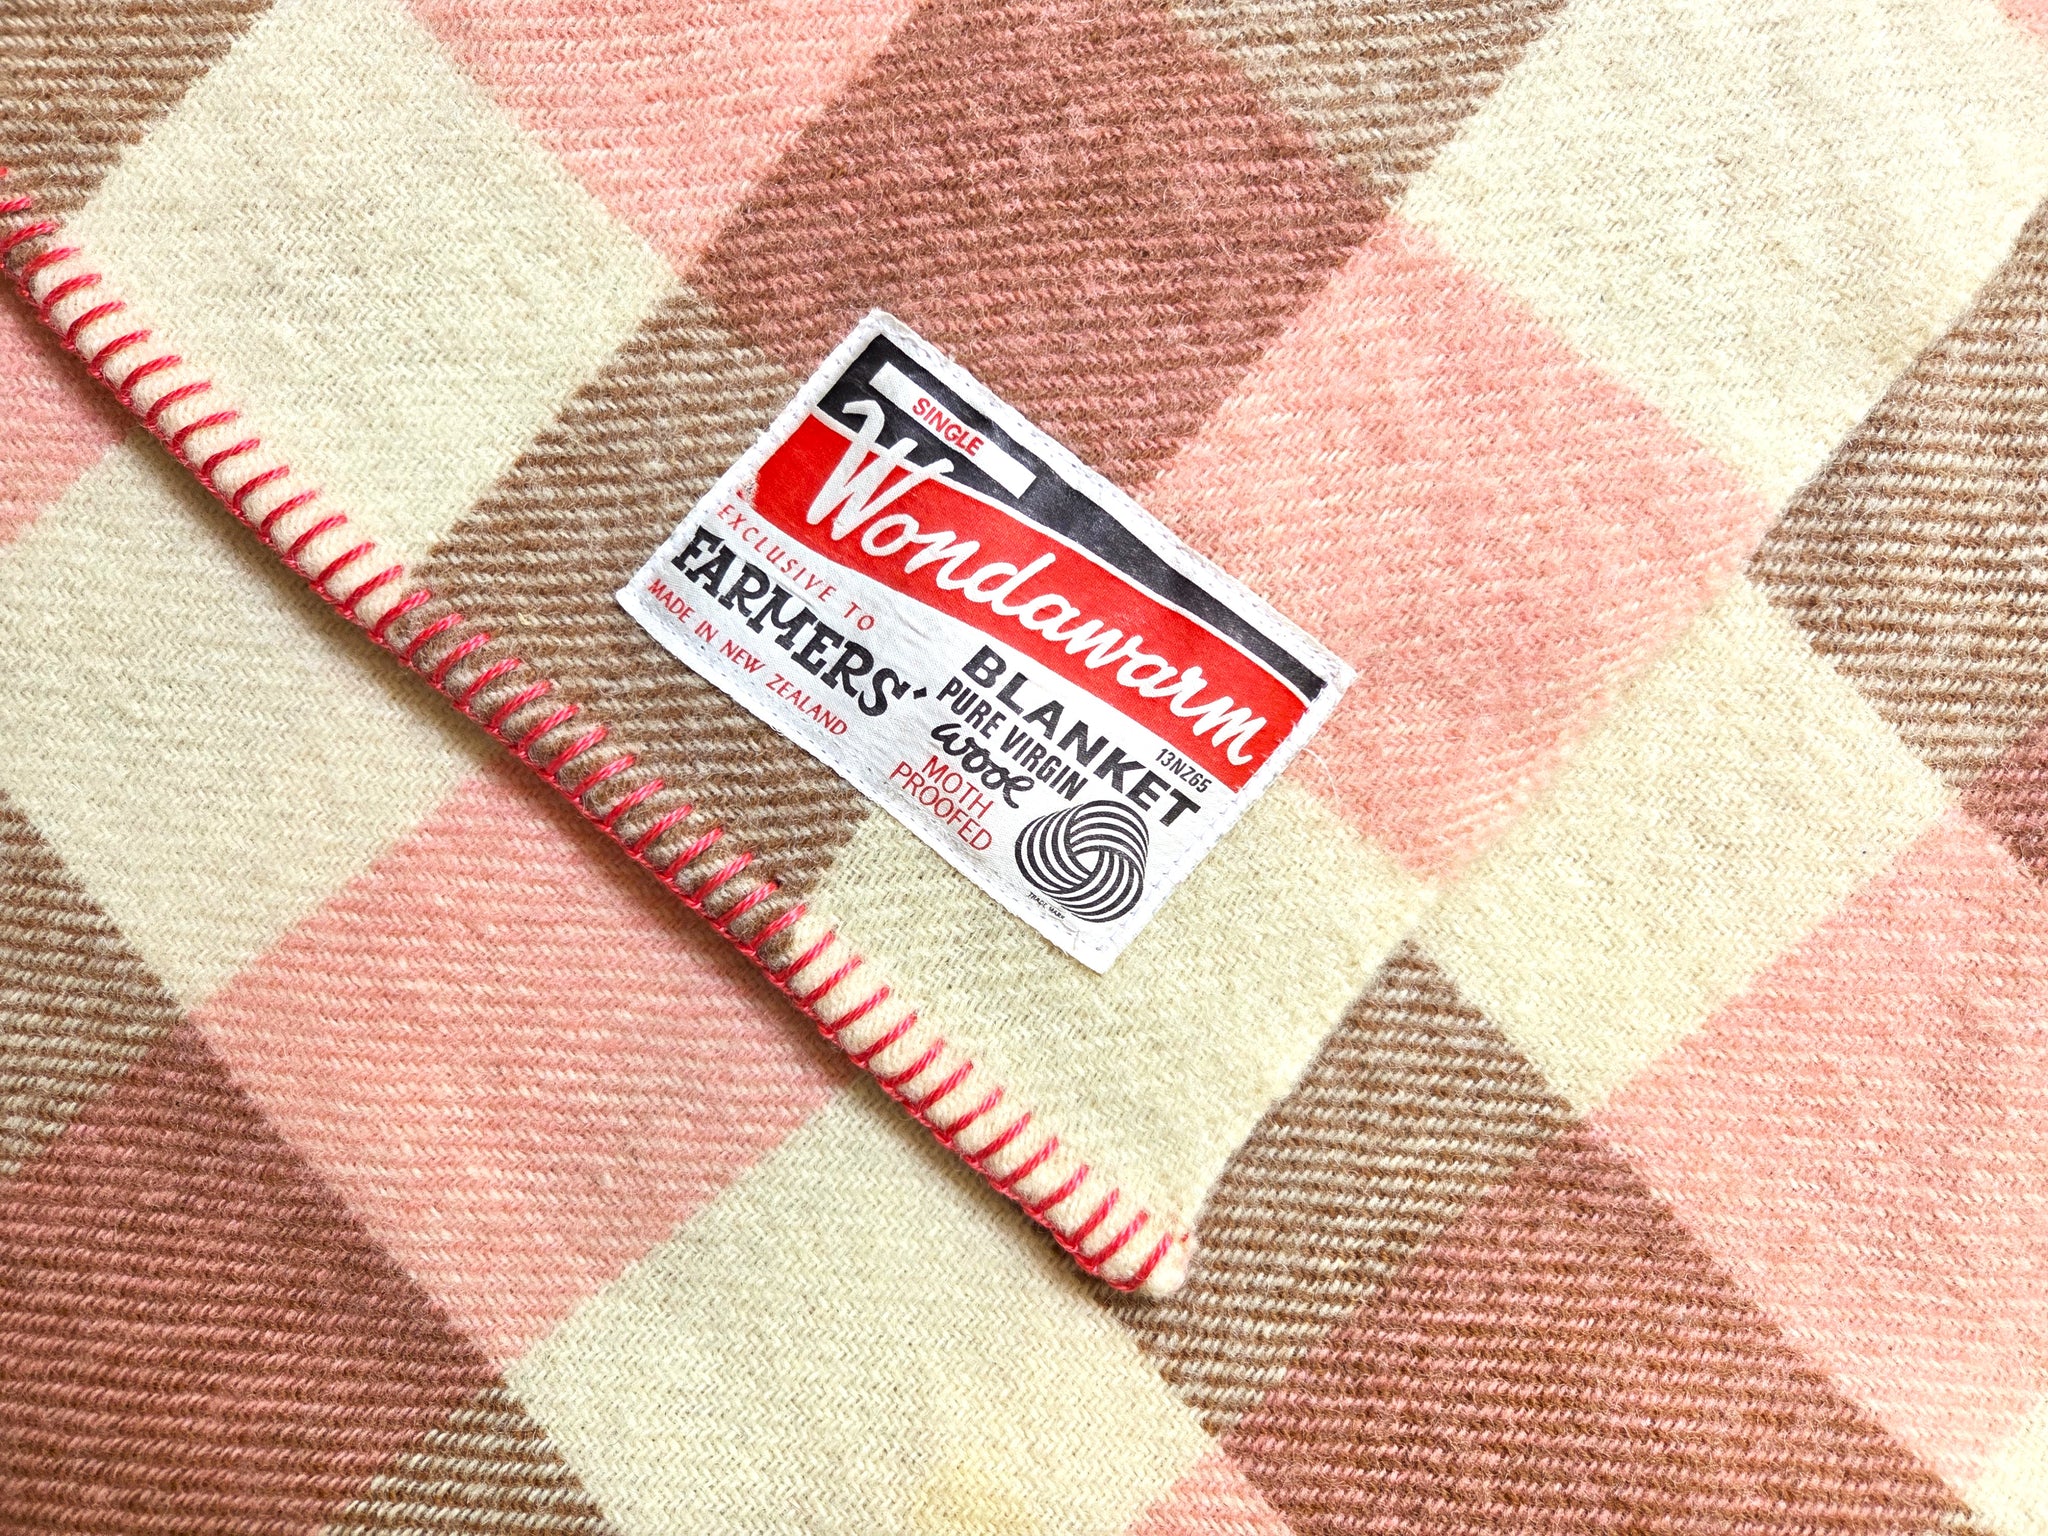 SINGLE
Wondawarm
EXCLUSIVE TO
FARMERS'
MADE IN NEW ZEALAND
BLANKET
13NZ65
PURE VIRGIN
wool
MOTH
PROOFED
TRADE MARK